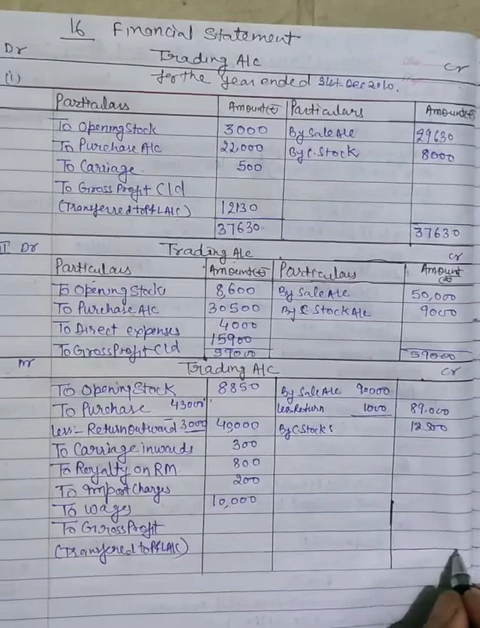 16 Financial Statement
Dr Trading A/c Cr
(1) for the year ended 31st Dec 2010.
Particulars Amount(₹) Particulars Amount(₹)
To Opening Stock 3000 By Sale A/c 29630
To Purchase A/c 22,000 By C. Stock 8000
To Carriage 500
To Gross Profit C/d
(Transferred to P&L A/c) 12130
37630 37630
II Dr Trading A/c Cr
Particulars Amount(₹) Particulars Amount (₹)
To Opening Stock 8,600 By Sale A/c 50,000
To Purchase A/c 30500 By C Stock A/c 9000
To Direct expenses 4000
To Gross Profit C/d 15900
59000 59000
Dr Trading A/c Cr
To Opening Stock 8850 By Sale A/c 90000
To Purchase 43000 Less Return 1000 89,000
Less:- Return outward 3000 40000 By C Stock 12500
To Carriage inwards 300
To Royalty on RM 800
To Import Charges 200
To Wages 10,000
To Gross Profit
(Transfered to P&L A/c)